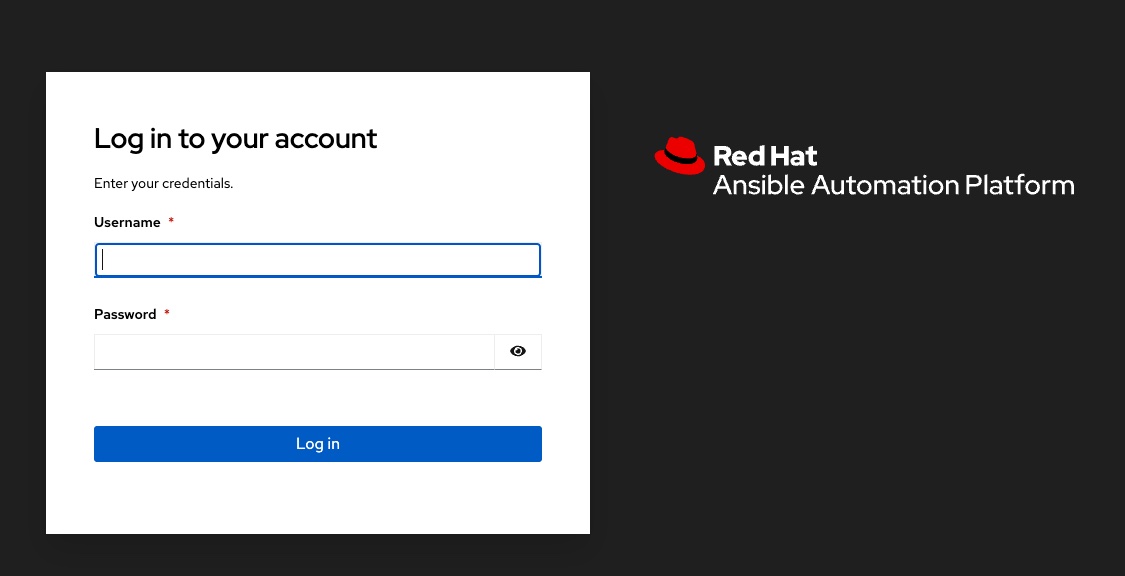 Log in to your account
Enter your credentials.
Username *
Password *
Log in
Red Hat
Ansible Automation Platform